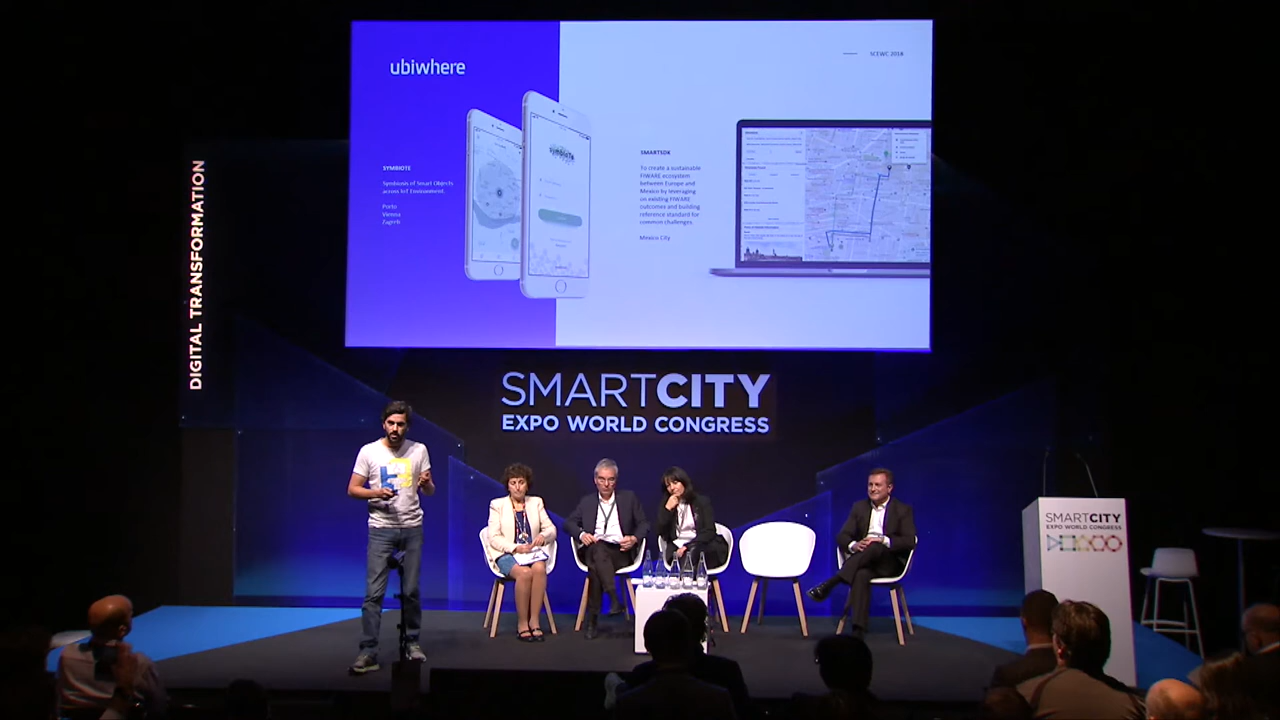 ubiwhere
SCEWC 2018
SYMBIOTE
Symbiosis of Smart Objects
across IoT Environment.
Porto
Vienna
Zagreb
symbiote
SMARTSDK
To create a sustainable
FIWARE ecosystem
between Europe and
Mexico by leveraging
on existing FIWARE
outcomes and building
reference standard for
common challenges.
Mexico City
DIGITAL TRANSFORMATION
SMARTCITY
EXPO WORLD CONGRESS
SMARTCITY
EXPO WORLD CONGRESS